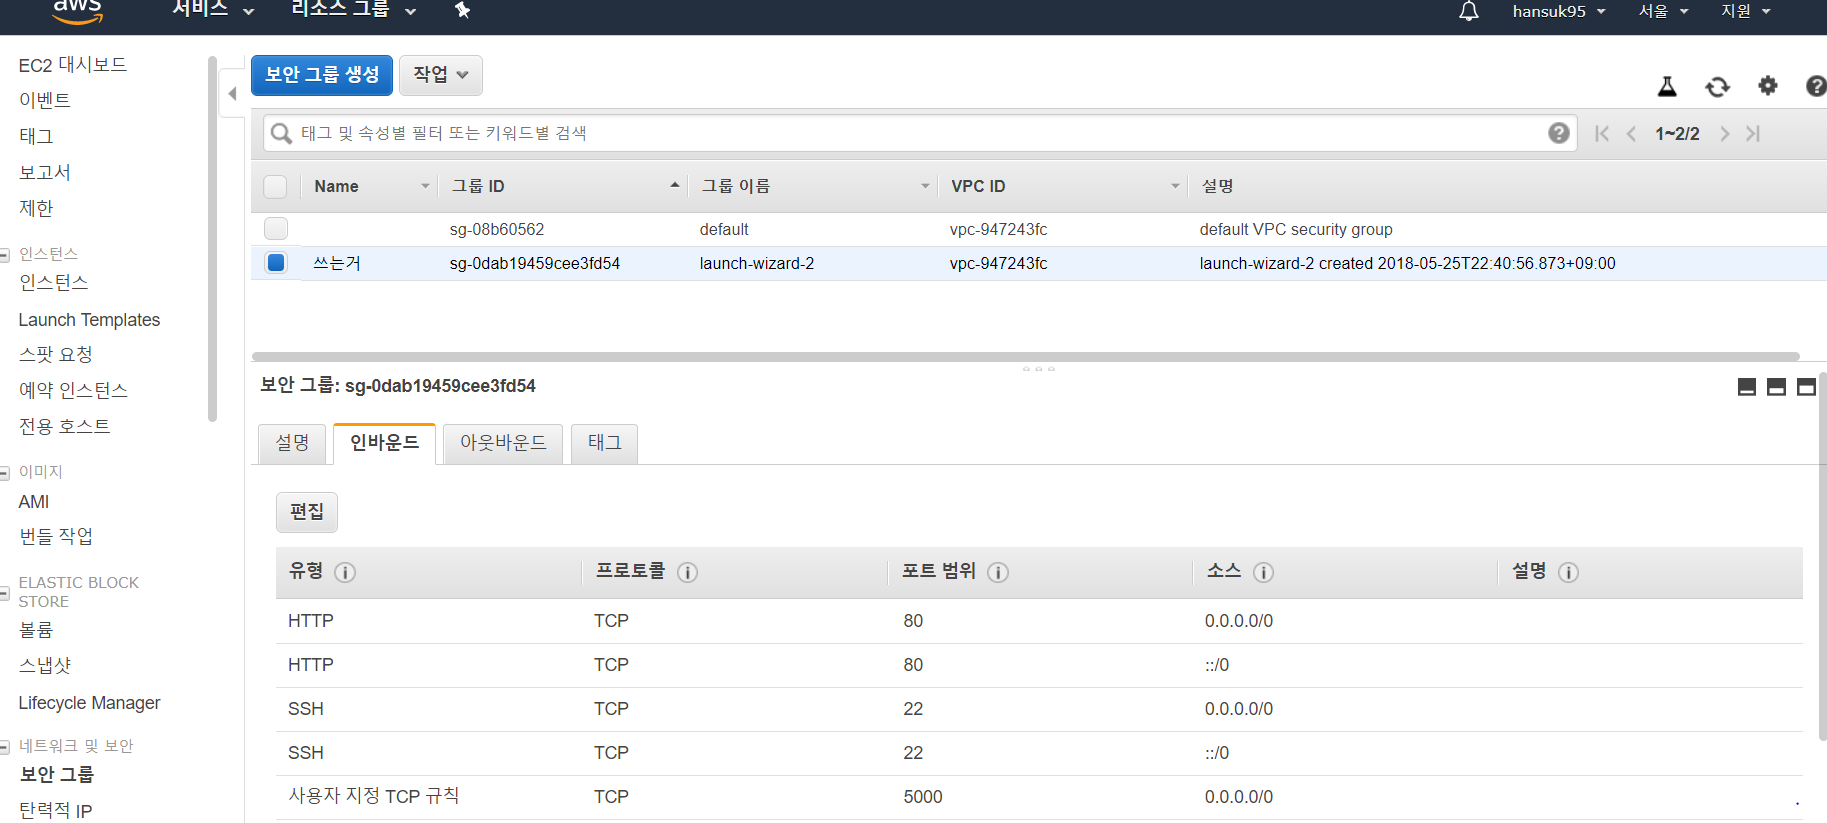 aws 서비스 리소스 그룹 hansuk95 서울 지원
EC2 대시보드
이벤트
태그
보고서
제한
인스턴스
인스턴스
Launch Templates
스팟 요청
예약 인스턴스
전용 호스트
이미지
AMI
번들 작업
ELASTIC BLOCK
STORE
볼륨
스냅샷
Lifecycle Manager
네트워크 및 보안
보안 그룹
탄력적 IP
보안 그룹 생성 작업
태그 및 속성별 필터 또는 키워드별 검색 1~2/2
Name 그룹 ID 그룹 이름 VPC ID 설명
sg-08b60562 default vpc-947243fc default VPC security group
쓰는거 sg-0dab19459cee3fd54 launch-wizard-2 vpc-947243fc launch-wizard-2 created 2018-05-25T22:40:56.873+09:00
보안 그룹: sg-0dab19459cee3fd54
설명 인바운드 아웃바운드 태그
편집
유형 프로토콜 포트 범위 소스 설명
HTTP TCP 80 0.0.0.0/0
HTTP TCP 80 ::/0
SSH TCP 22 0.0.0.0/0
SSH TCP 22 ::/0
사용자 지정 TCP 규칙 TCP 5000 0.0.0.0/0 .